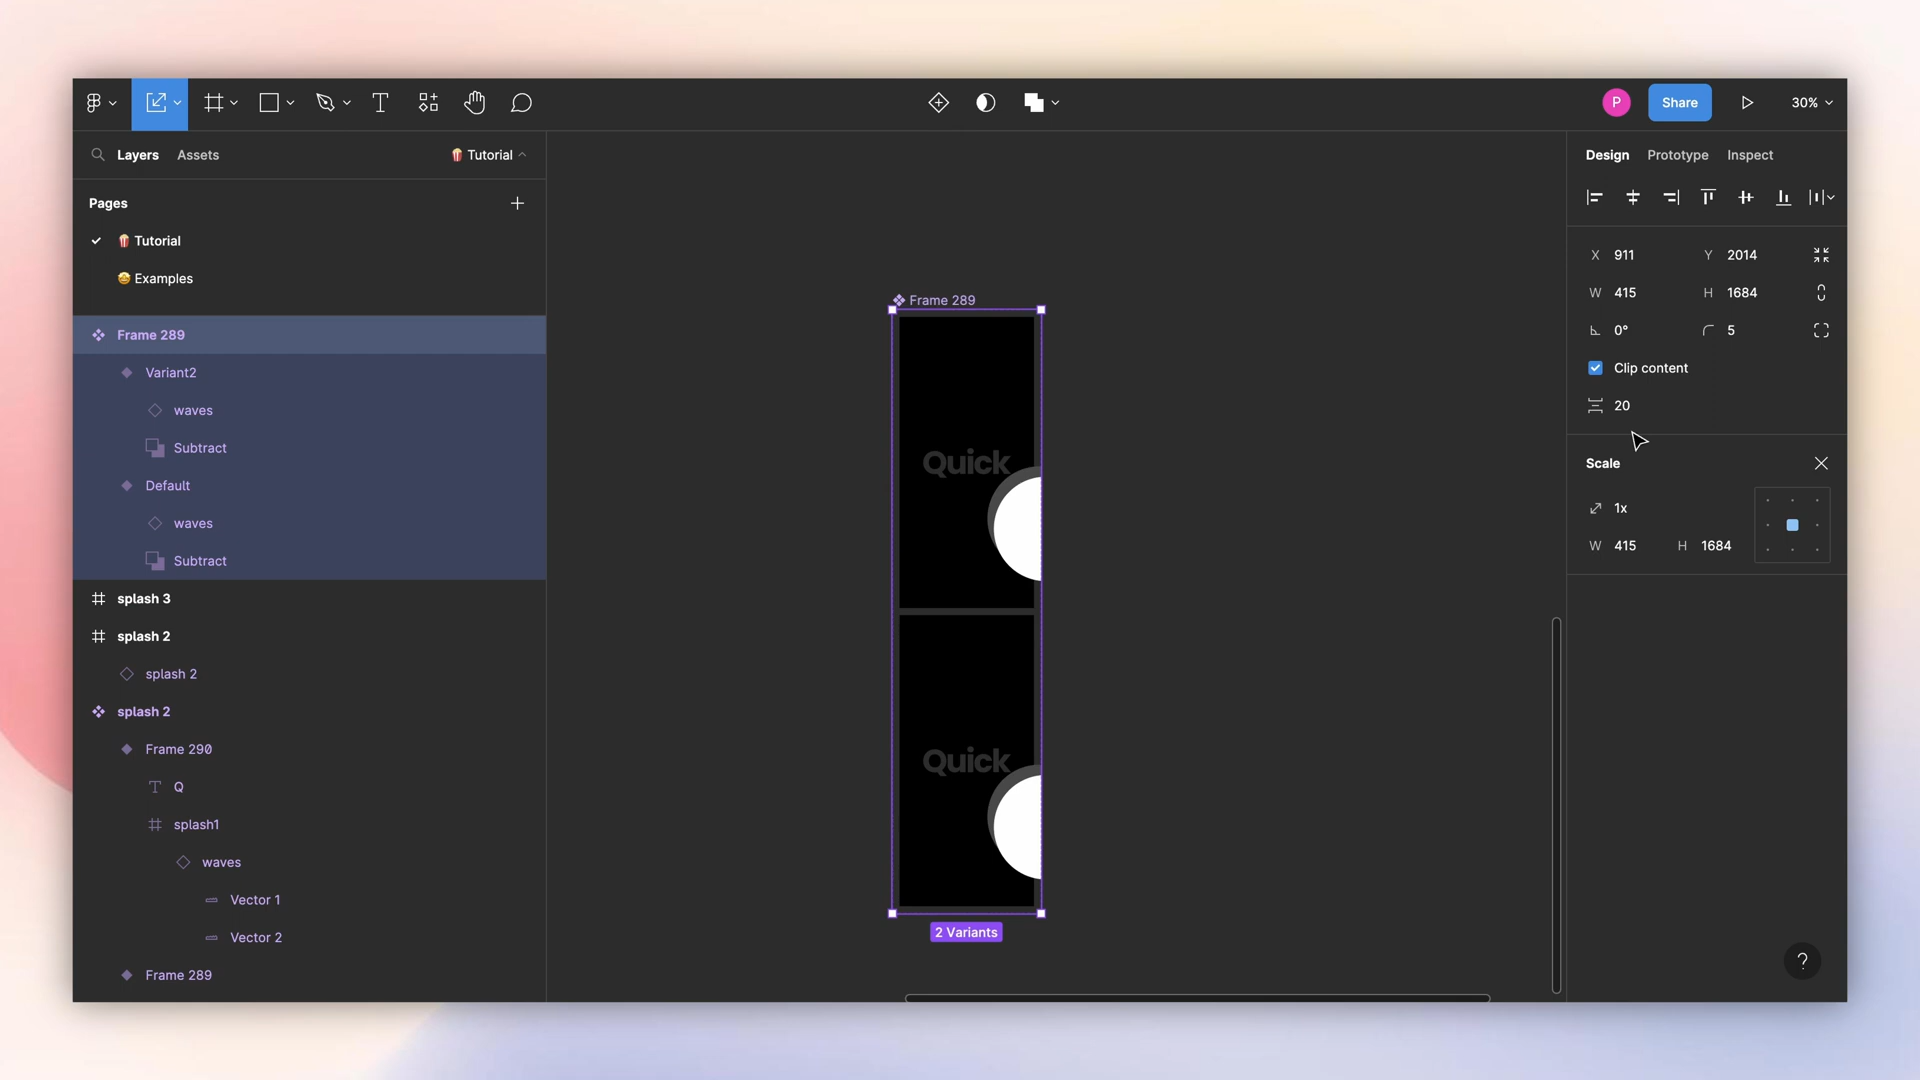 P
Share
30%
Layers
Assets
🍿 Tutorial
Design
Prototype
Inspect
Pages
🍿 Tutorial
🤩 Examples
X 911
Y 2014
W 415
H 1684
0°
5
Clip content
20
Scale
1x
W 415
H 1684
Frame 289
Variant2
waves
Subtract
Default
waves
Subtract
splash 3
splash 2
splash 2
splash 2
Frame 290
T Q
splash1
waves
Vector 1
Vector 2
Frame 289
Frame 289
Quick
Quick
2 Variants
?